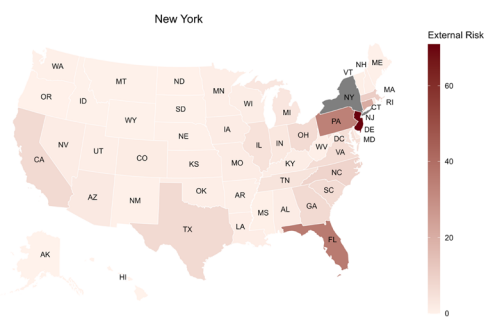 New York
External Risk
60
40
20
0
WA
MT
ND
MN
VT
NH
ME
OR
ID
SD
WI
MI
NY
MA
RI
CT
WY
IA
PA
NJ
NV
NE
IL
IN
OH
DC
DE
MD
CA
UT
CO
KS
MO
KY
WV
VA
AZ
NM
OK
AR
TN
NC
SC
TX
LA
MS
AL
GA
FL
AK
HI